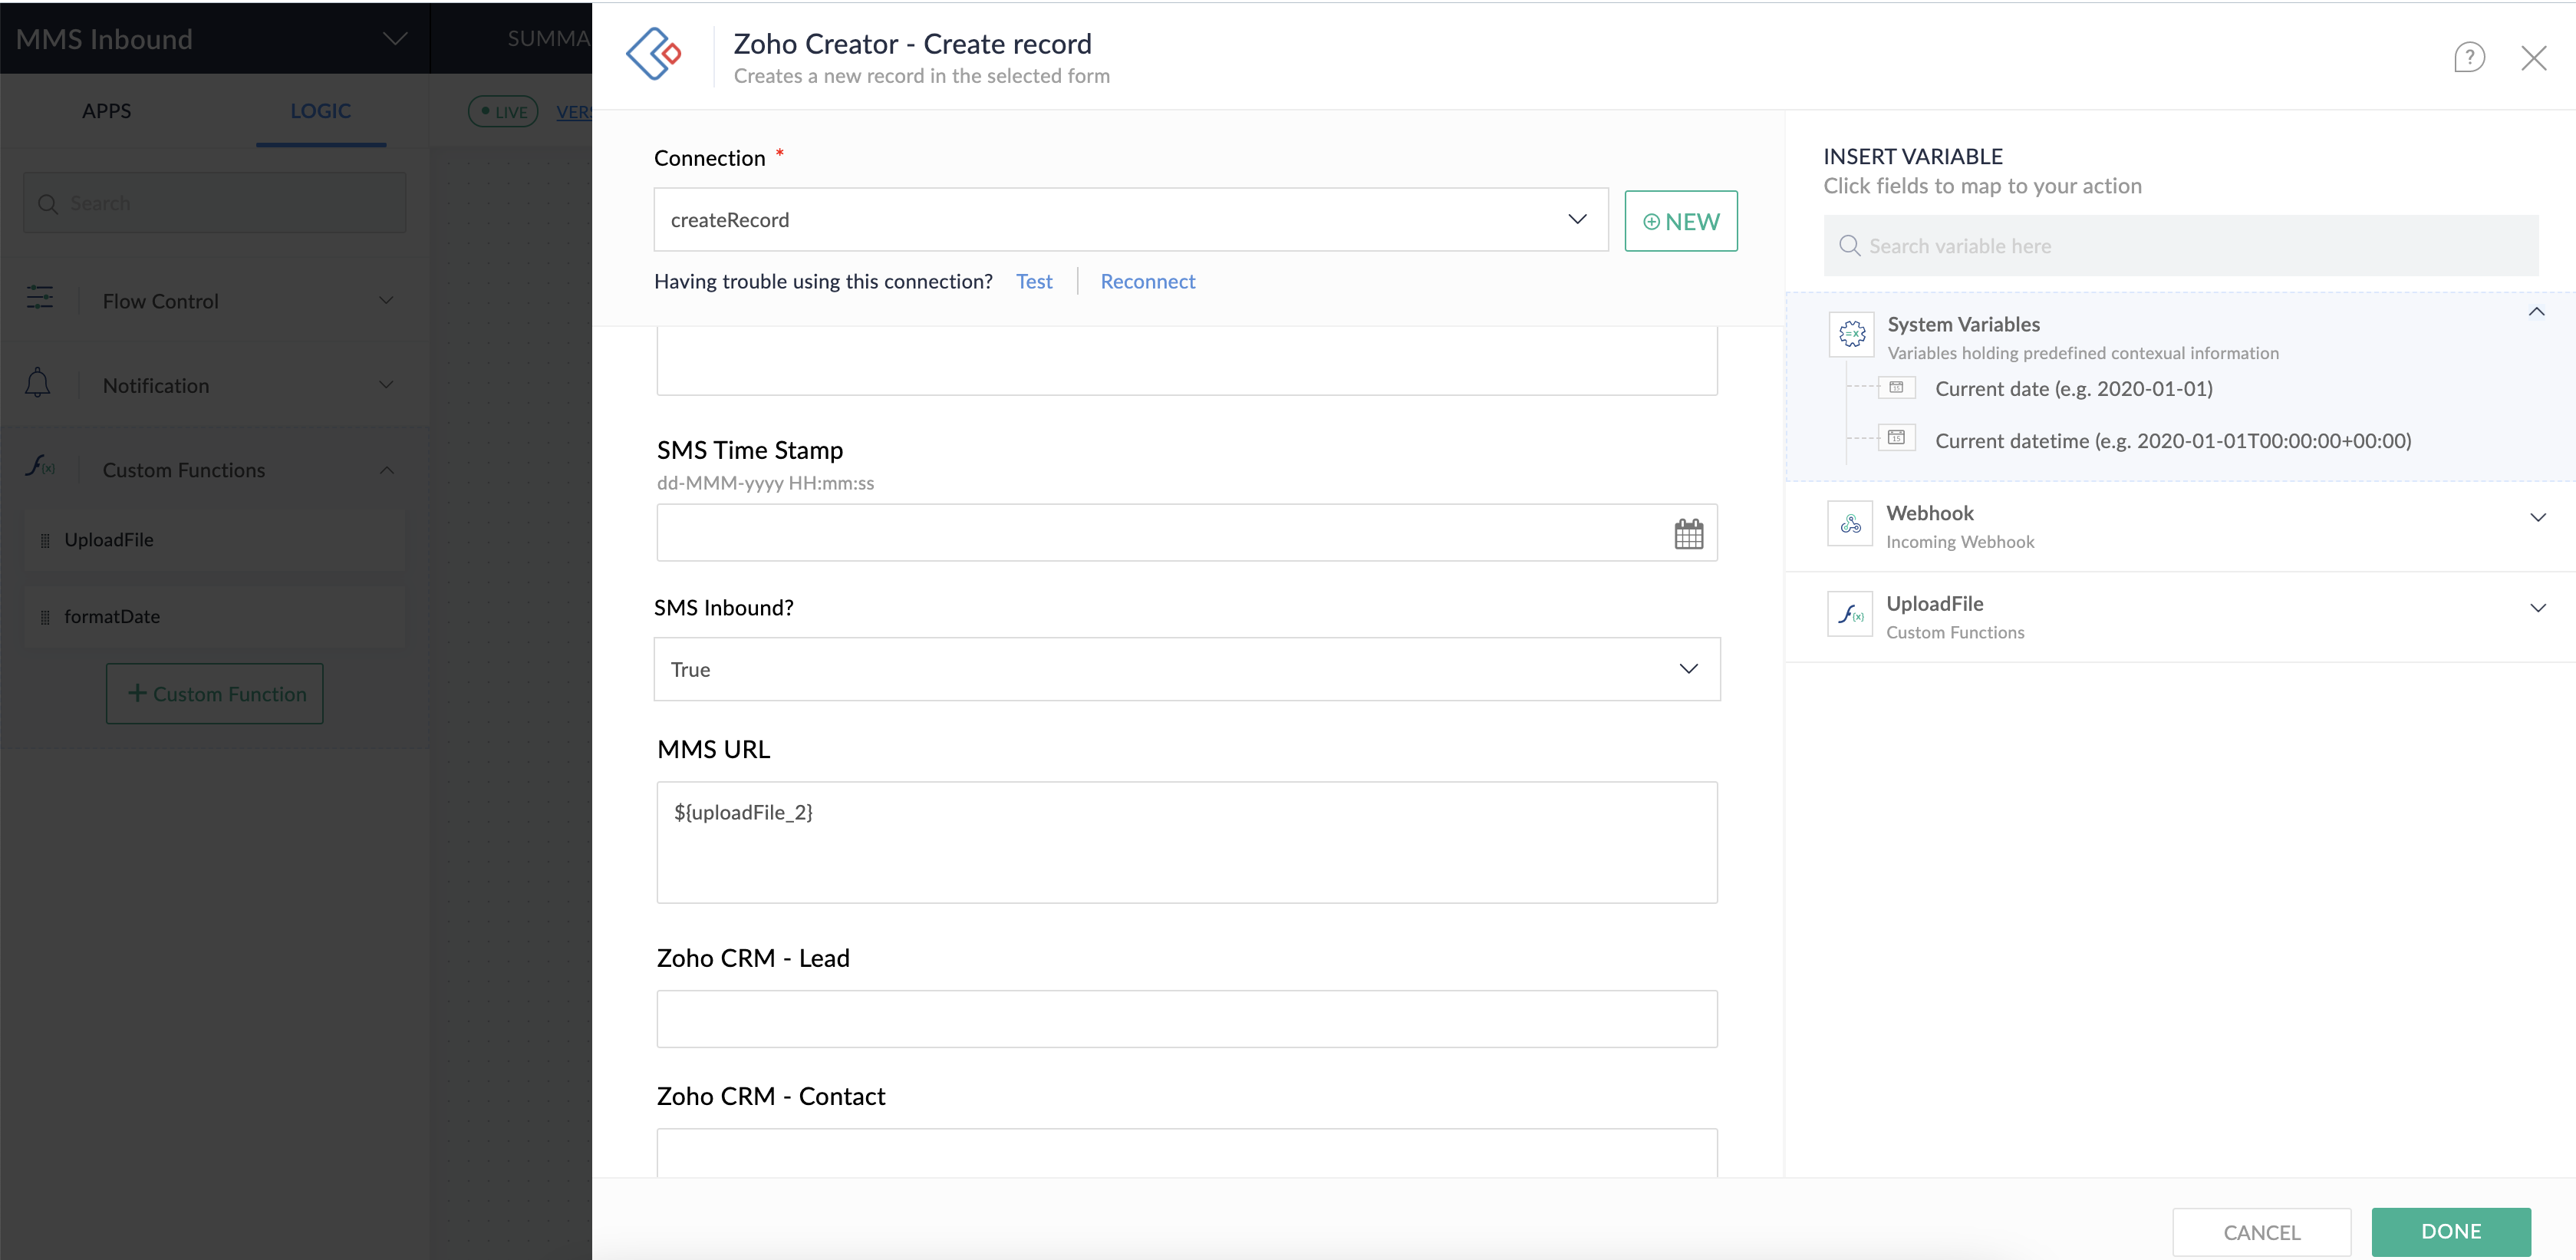 MMS Inbound
SUMMA
APPS
LOGIC
LIVE
VERS
Search
Flow Control
Notification
Custom Functions
UploadFile
formatDate
+ Custom Function
Zoho Creator - Create record
Creates a new record in the selected form
?
Connection *
createRecord
NEW
Having trouble using this connection? Test | Reconnect
SMS Time Stamp
dd-MMM-yyyy HH:mm:ss
SMS Inbound?
True
MMS URL
${uploadFile_2}
Zoho CRM - Lead
Zoho CRM - Contact
INSERT VARIABLE
Click fields to map to your action
Search variable here
System Variables
Variables holding predefined contexual information
Current date (e.g. 2020-01-01)
Current datetime (e.g. 2020-01-01T00:00:00+00:00)
Webhook
Incoming Webhook
UploadFile
Custom Functions
CANCEL
DONE